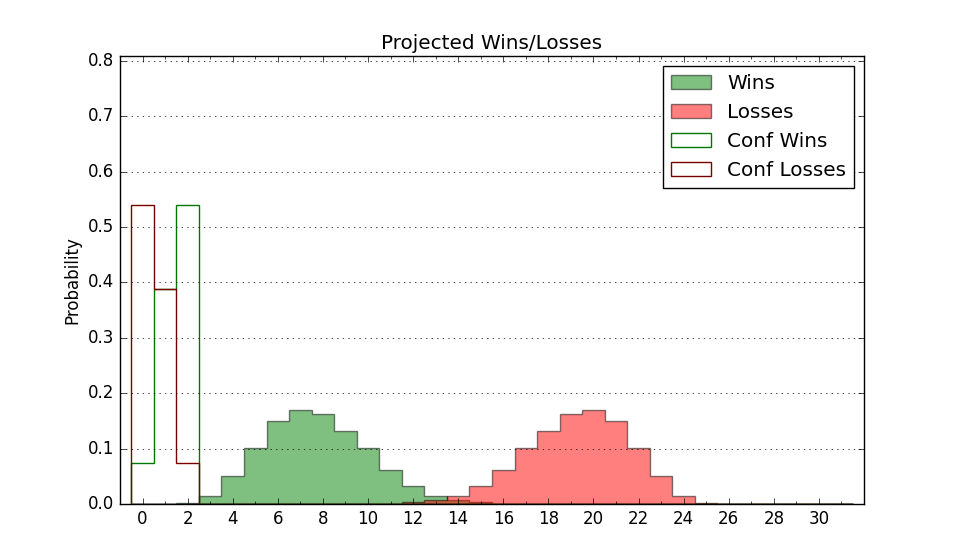 Projected Wins/Losses
0.8
0.7
0.6
0.5
0.4
0.3
0.2
0.1
0.0
Probability
Wins
Losses
Conf Wins
Conf Losses
0 2 4 6 8 10 12 14 16 18 20 22 24 26 28 30